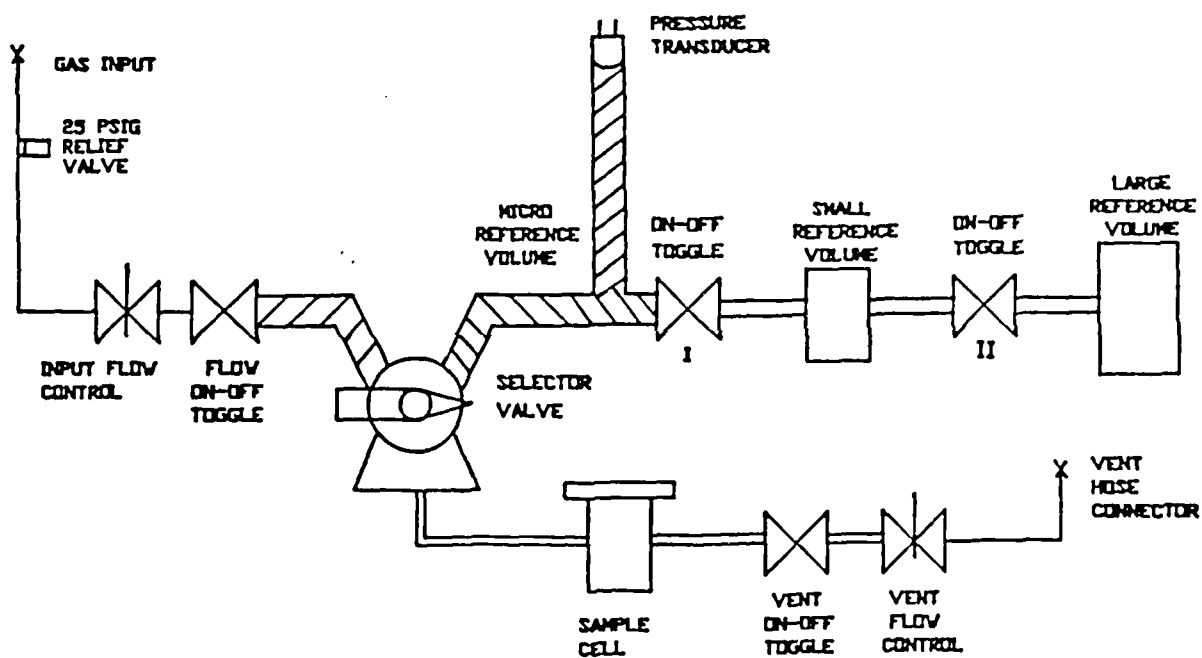 PRESSURE
TRANSDUCER
GAS INPUT
25 PSIG
RELIEF
VALVE
MICRO
REFERENCE
VOLUME
ON-OFF
TOGGLE
SMALL
REFERENCE
VOLUME
ON-OFF
TOGGLE
LARGE
REFERENCE
VOLUME
I
II
INPUT FLOW
CONTROL
FLOW
ON-OFF
TOGGLE
SELECTOR
VALVE
VENT
HOSE
CONNECTOR
SAMPLE
CELL
VENT
ON-OFF
TOGGLE
VENT
FLOW
CONTROL